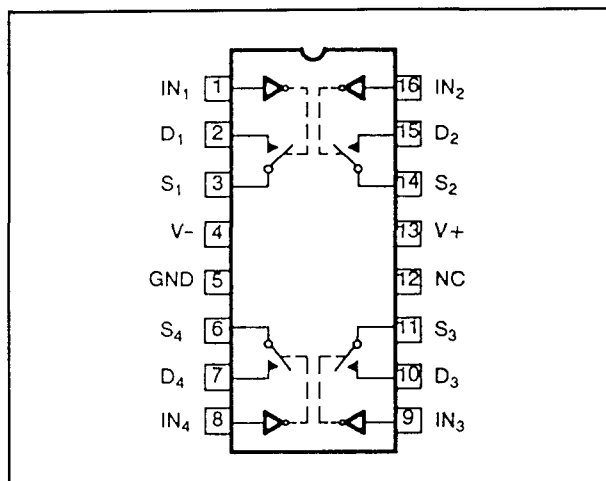 IN₁ 1 16 IN₂
D₁ 2 15 D₂
S₁ 3 14 S₂
V- 4 13 V+
GND 5 12 NC
S₄ 6 11 S₃
D₄ 7 10 D₃
IN₄ 8 9 IN₃